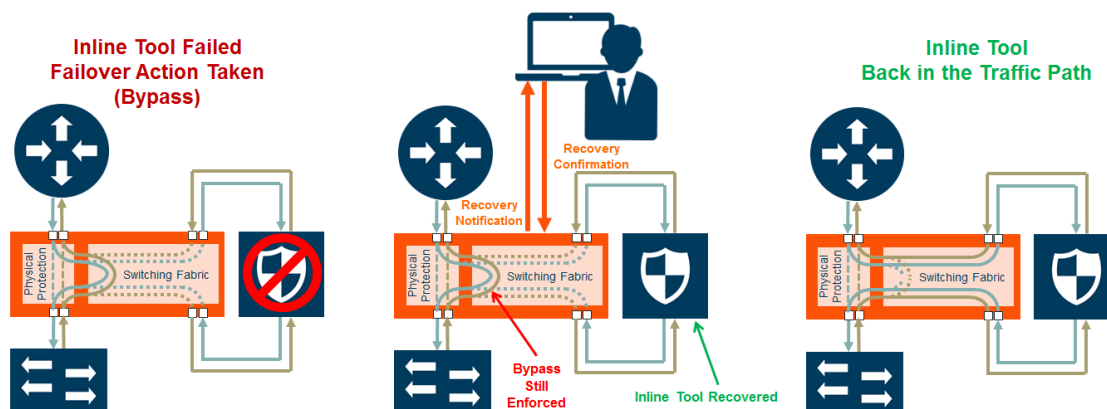 Inline Tool Failed
Failover Action Taken
(Bypass)
Physical
Protection
Switching Fabric
Recovery
Confirmation
Recovery
Notification
Physical
Protection
Switching Fabric
Bypass
Still
Enforced
Inline Tool Recovered
Inline Tool
Back in the Traffic Path
Physical
Protection
Switching Fabric